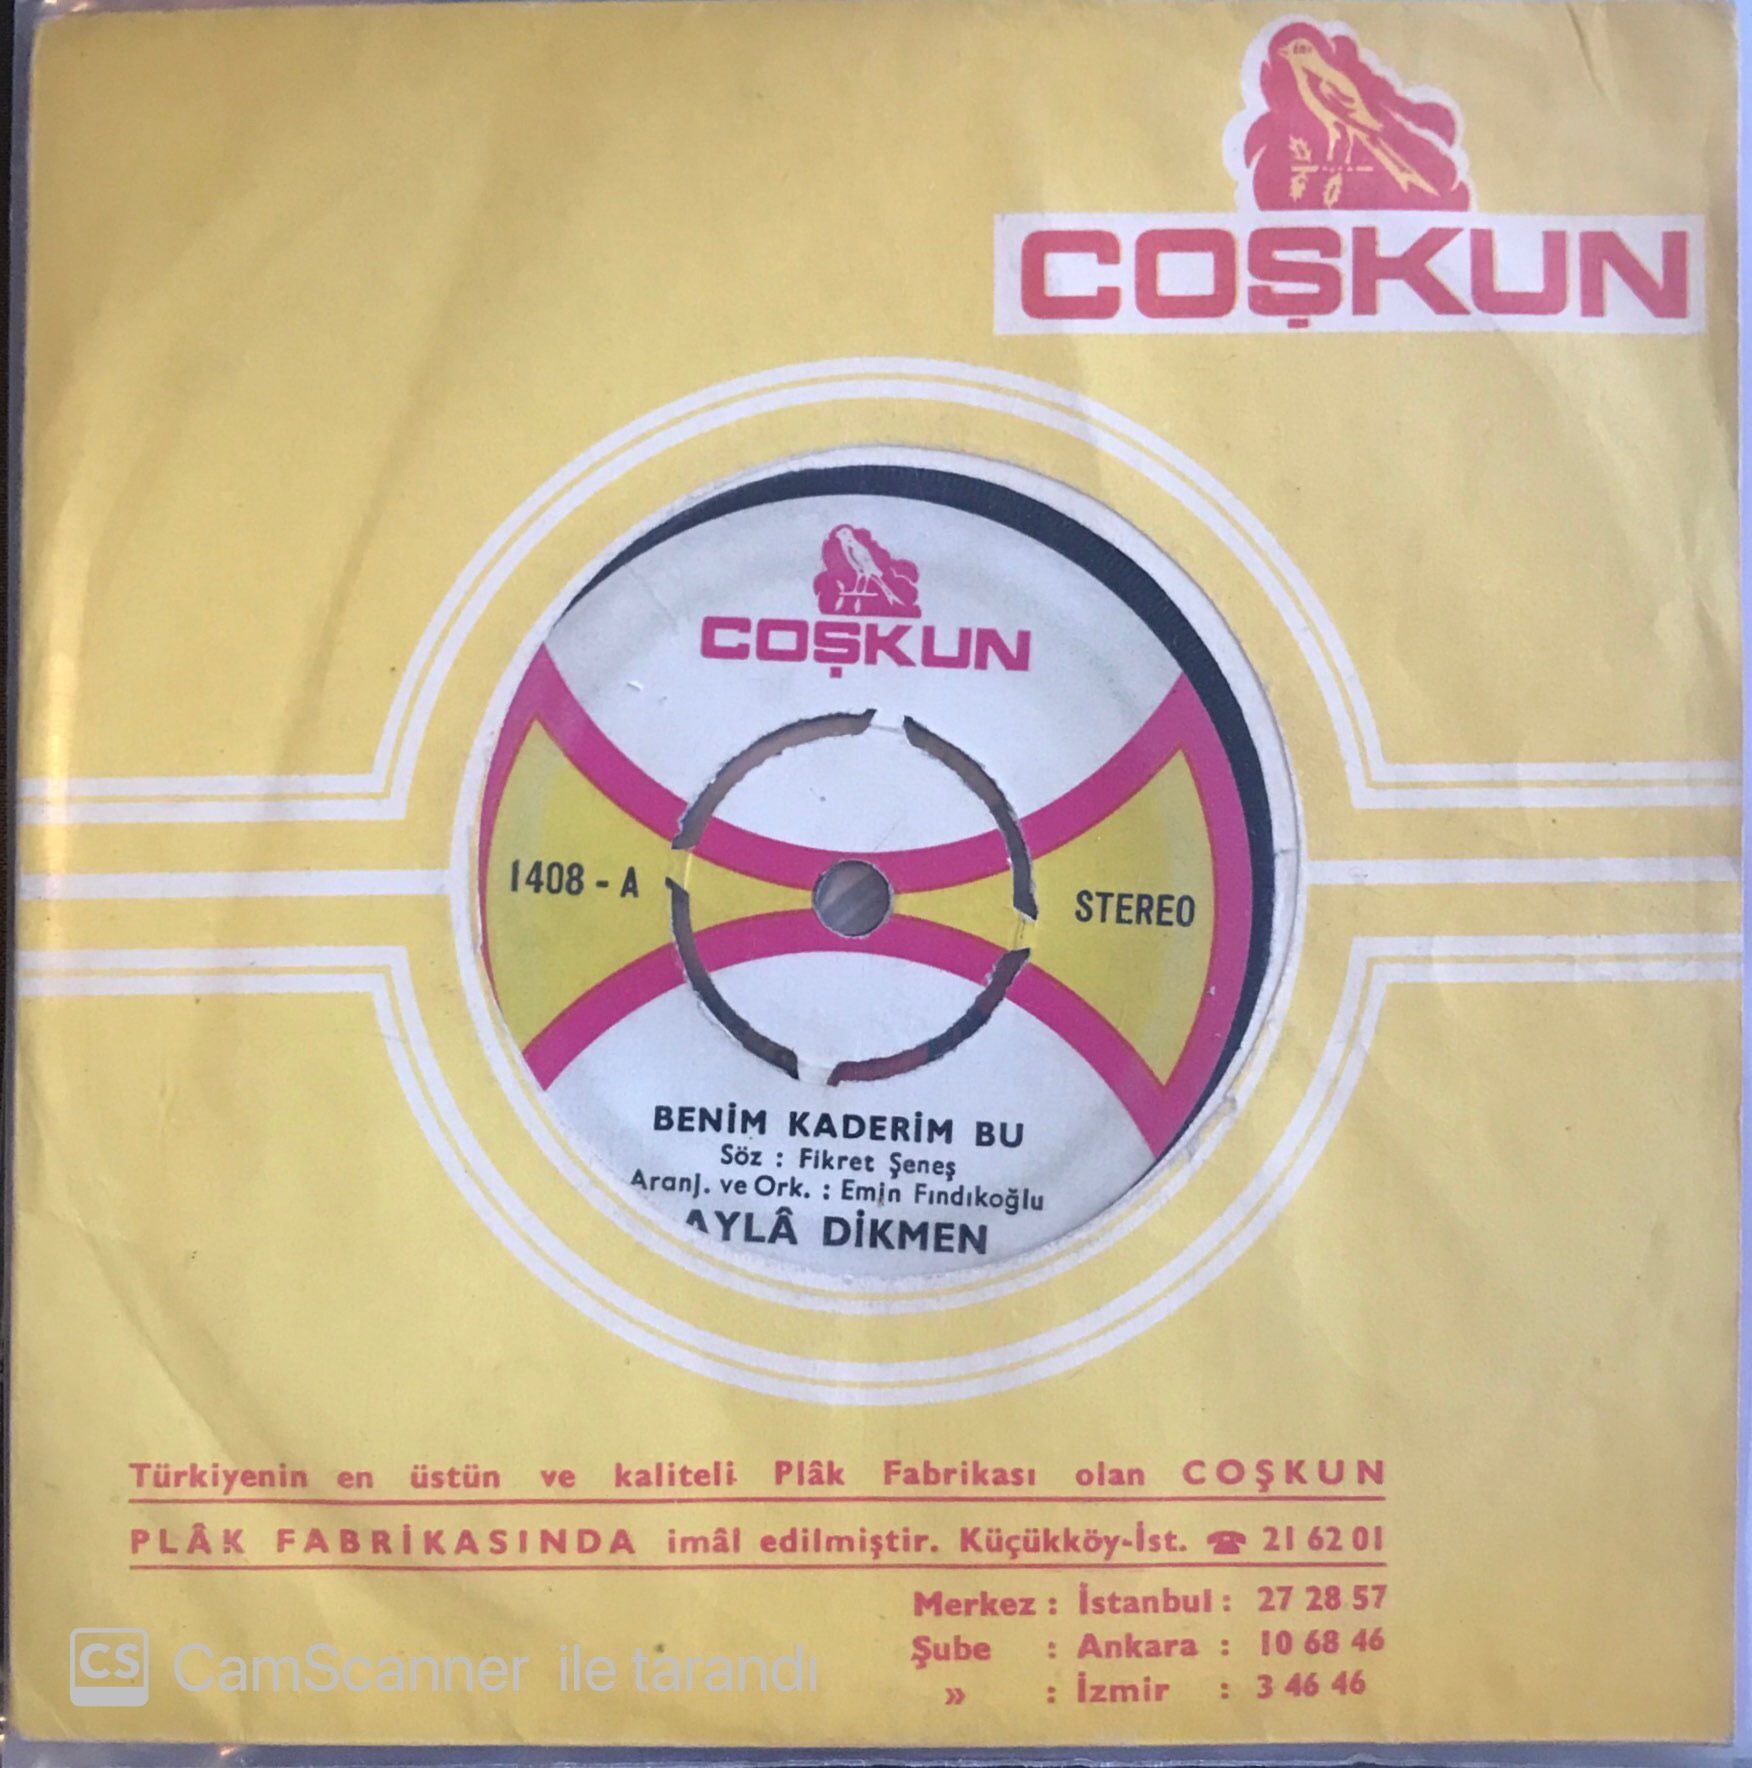 COŞKUN
COŞKUN
1408 - A
STEREO
BENİM KADERİM BU
Söz : Fikret Şeneş
Aranj. ve Ork. : Emin Fındıkoğlu
AYLÂ DİKMEN
Türkiyenin en üstün ve kaliteli Plâk Fabrikası olan COŞKUN
PLÂK FABRİKASINDA imâl edilmiştir. Küçükköy-İst. ☎ 21 62 01
Merkez : İstanbul : 27 28 57
Şube : Ankara : 10 68 46
» : İzmir : 3 46 46
CS CamScanner ile tarandı